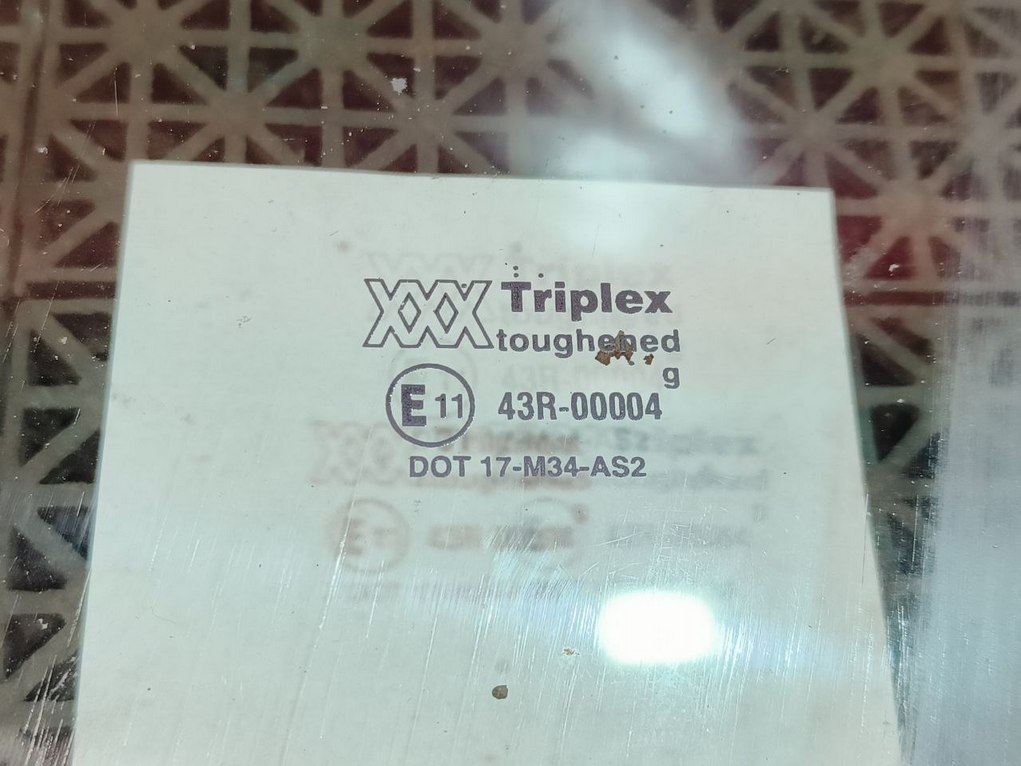 XXX Triplex
toughened
g
E 11 43R-00004
DOT 17-M34-AS2